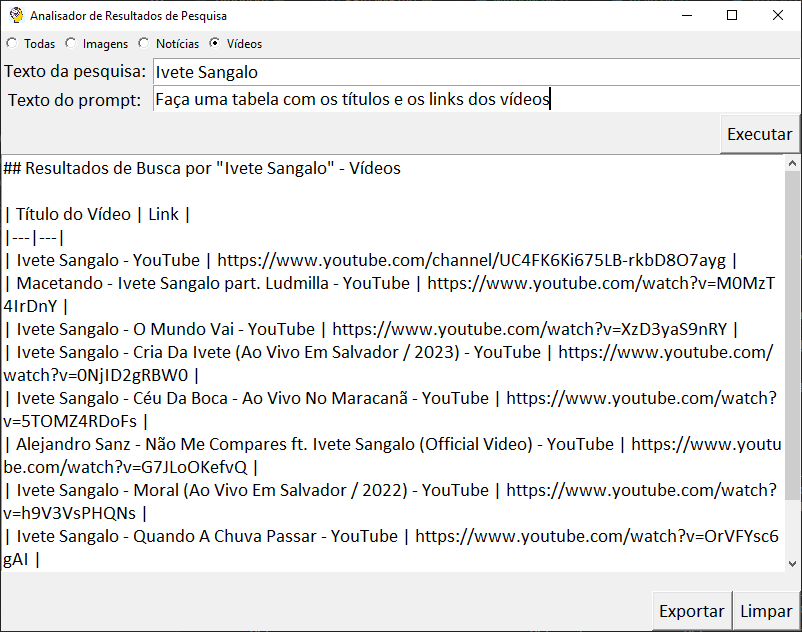 Analisador de Resultados de Pesquisa
Todas Imagens Notícias Vídeos
Texto da pesquisa: Ivete Sangalo
Texto do prompt: Faça uma tabela com os títulos e os links dos vídeos
Executar
## Resultados de Busca por "Ivete Sangalo" - Vídeos
| Título do Vídeo | Link |
|---|---|
| Ivete Sangalo - YouTube | https://www.youtube.com/channel/UC4FK6Ki675LB-rkbD8O7ayg |
| Macetando - Ivete Sangalo part. Ludmilla - YouTube | https://www.youtube.com/watch?v=M0MzT
4IrDnY |
| Ivete Sangalo - O Mundo Vai - YouTube | https://www.youtube.com/watch?v=XzD3yaS9nRY |
| Ivete Sangalo - Cria Da Ivete (Ao Vivo Em Salvador / 2023) - YouTube | https://www.youtube.com/
watch?v=0NjID2gRBW0 |
| Ivete Sangalo - Céu Da Boca - Ao Vivo No Maracanã - YouTube | https://www.youtube.com/watch?
v=5TOMZ4RDoFs |
| Alejandro Sanz - Não Me Compares ft. Ivete Sangalo (Official Video) - YouTube | https://www.youtu
be.com/watch?v=G7JLoOKefvQ |
| Ivete Sangalo - Moral (Ao Vivo Em Salvador / 2022) - YouTube | https://www.youtube.com/watch?
v=h9V3VsPHQNs |
| Ivete Sangalo - Quando A Chuva Passar - YouTube | https://www.youtube.com/watch?v=OrVFYsc6
gAI |
Exportar Limpar